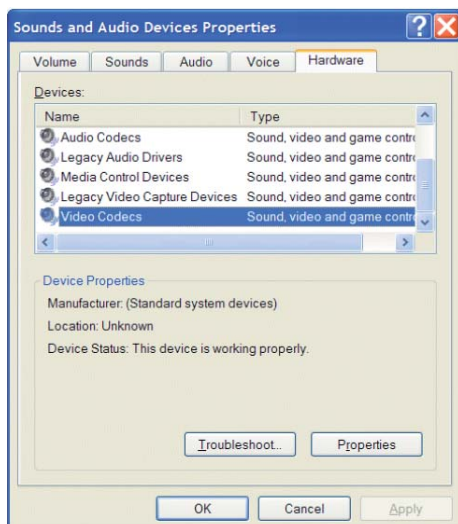 Sounds and Audio Devices Properties
Volume Sounds Audio Voice Hardware
Devices:
Name Type
Audio Codecs Sound, video and game contr
Legacy Audio Drivers Sound, video and game contr
Media Control Devices Sound, video and game contr
Legacy Video Capture Devices Sound, video and game contr
Video Codecs Sound, video and game contr
Device Properties
Manufacturer: (Standard system devices)
Location: Unknown
Device Status: This device is working properly.
Troubleshoot... Properties
OK Cancel Apply